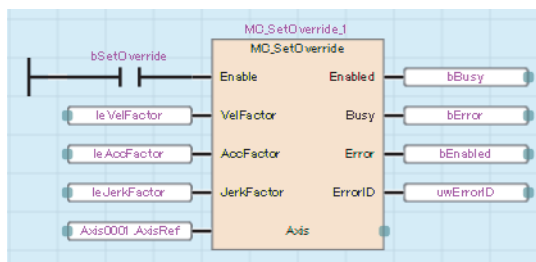 MC_SetOverride_1
MC_SetOverride
bSetOverride
Enable Enabled bBusy
leVelFactor VelFactor Busy bError
leAccFactor AccFactor Error bEnabled
leJerkFactor JerkFactor ErrorID uwErrorID
Axis0001.AxisRef Axis